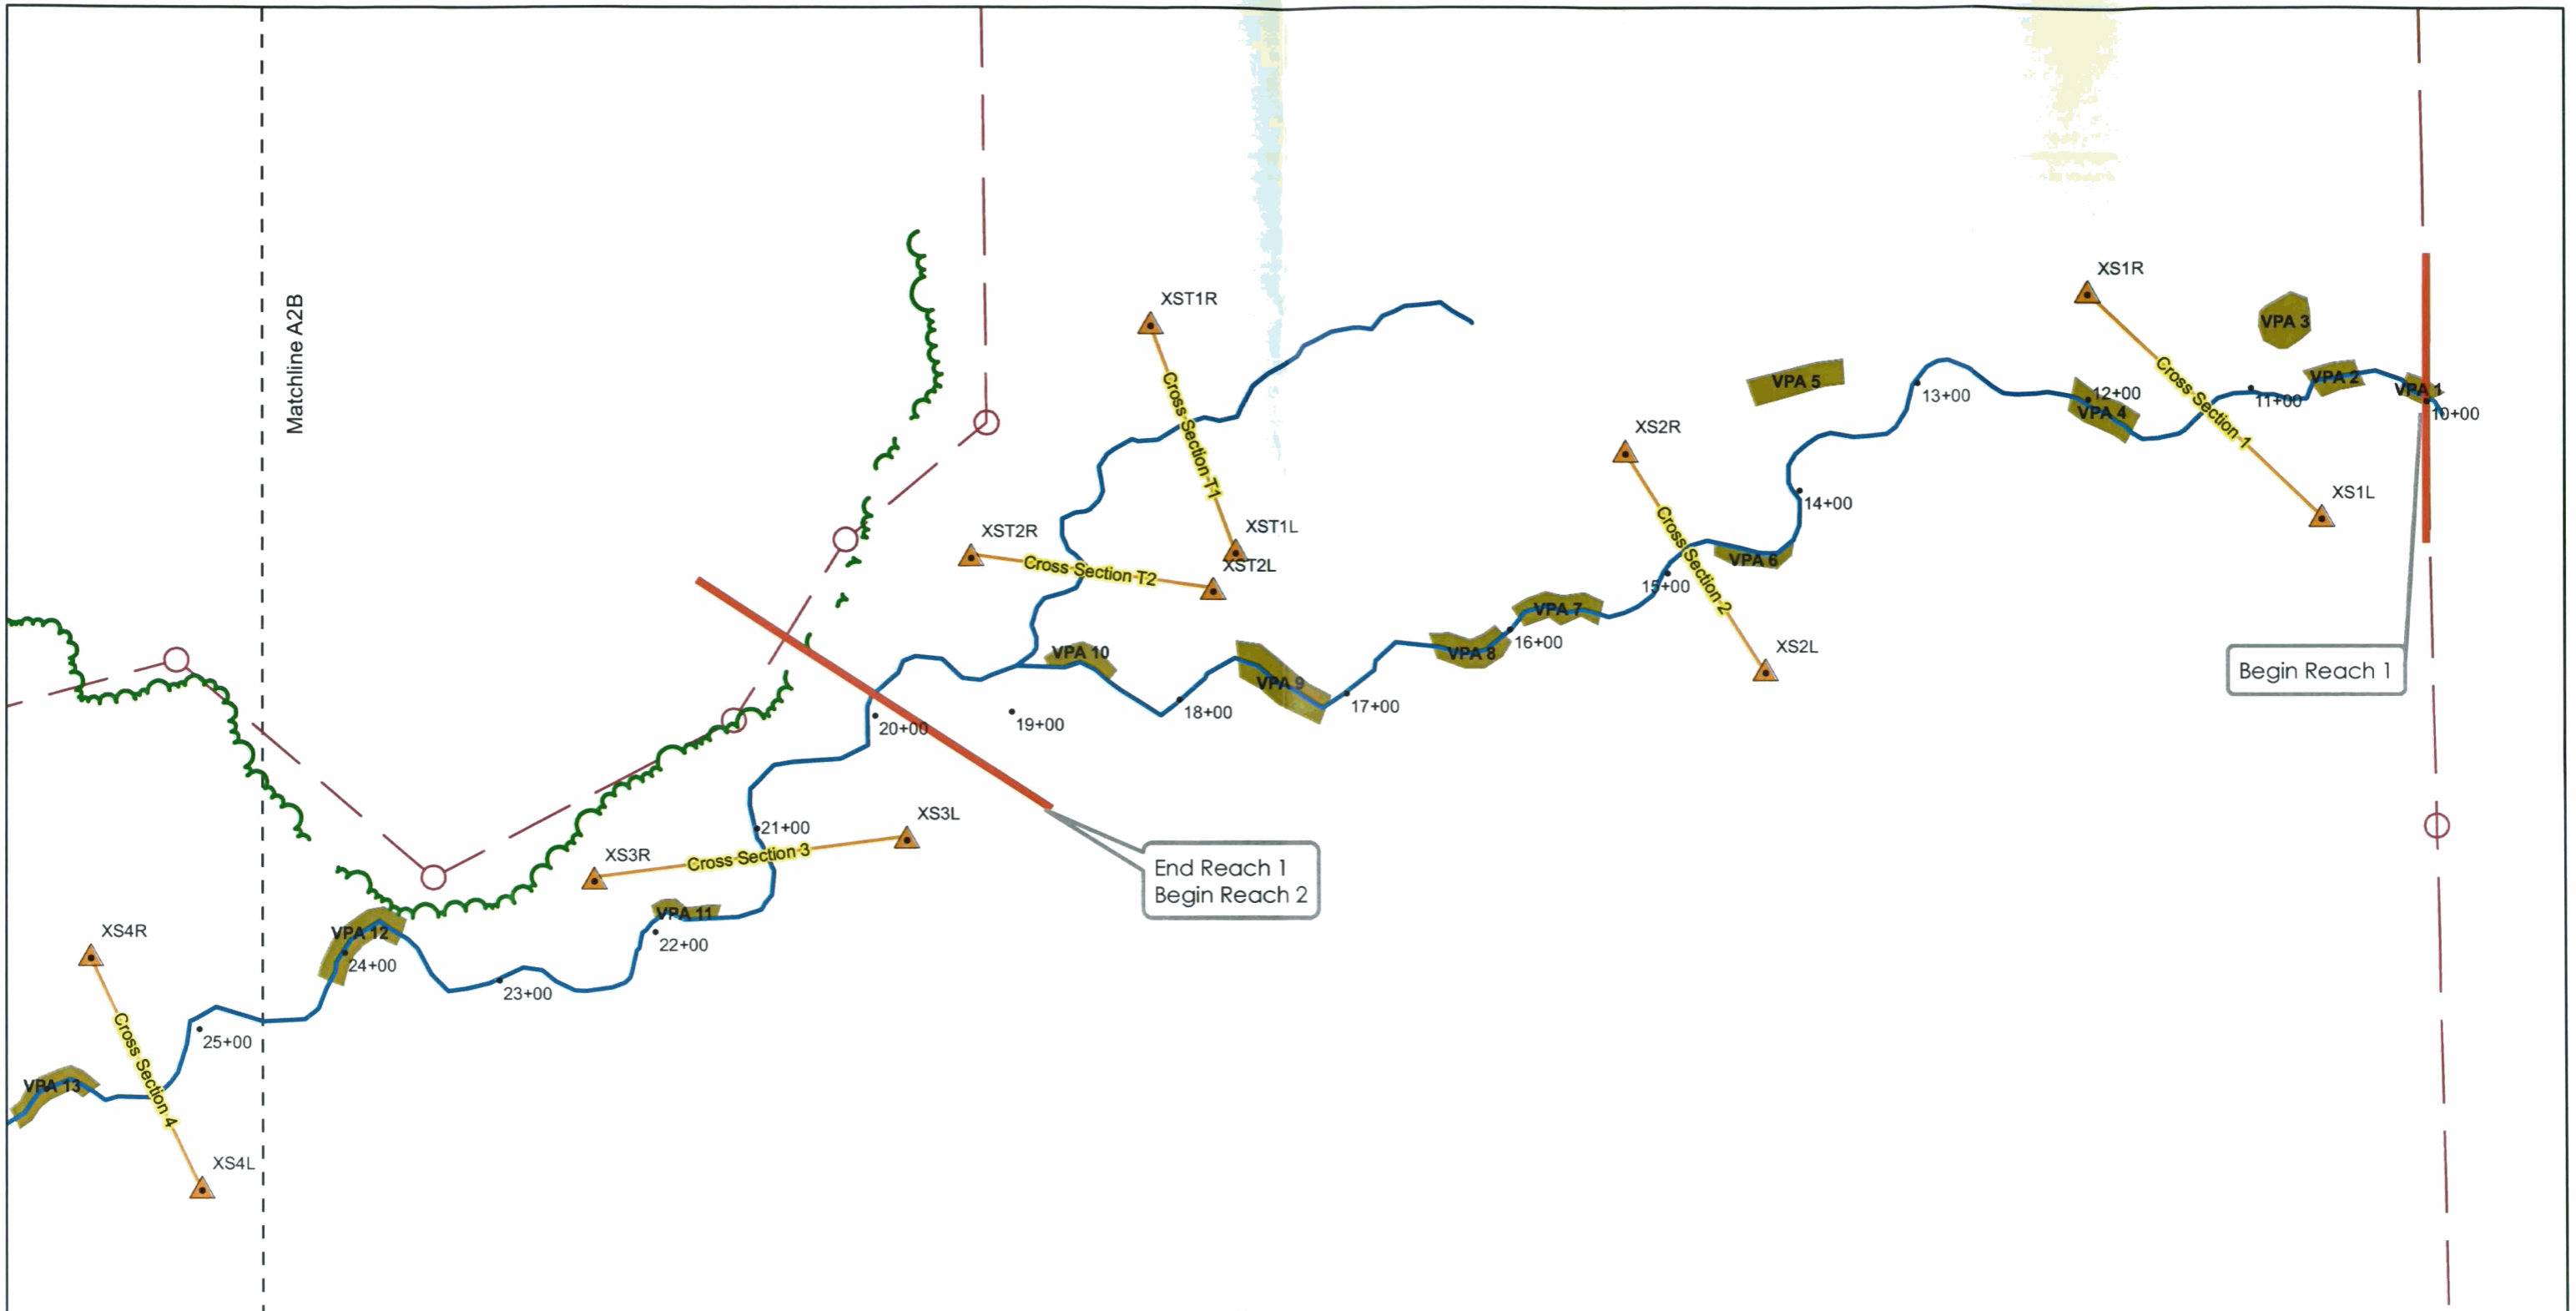 Matchline A2B
XST1R
Cross Section T1
XST1L
XST2R
Cross Section T2
XST2L
XS1R
Cross Section 1
XS1L
VPA 3
VPA 2
VPA 1
10+00
11+00
12+00
VPA 4
VPA 5
13+00
14+00
XS2R
Cross Section 2
XS2L
VPA 6
15+00
VPA 7
16+00
VPA 8
17+00
VPA 9
18+00
VPA 10
19+00
20+00
Begin Reach 1
End Reach 1
Begin Reach 2
21+00
XS3R
Cross Section 3
XS3L
VPA 11
22+00
23+00
VPA 12
24+00
25+00
XS4R
Cross Section 4
XS4L
VPA 13